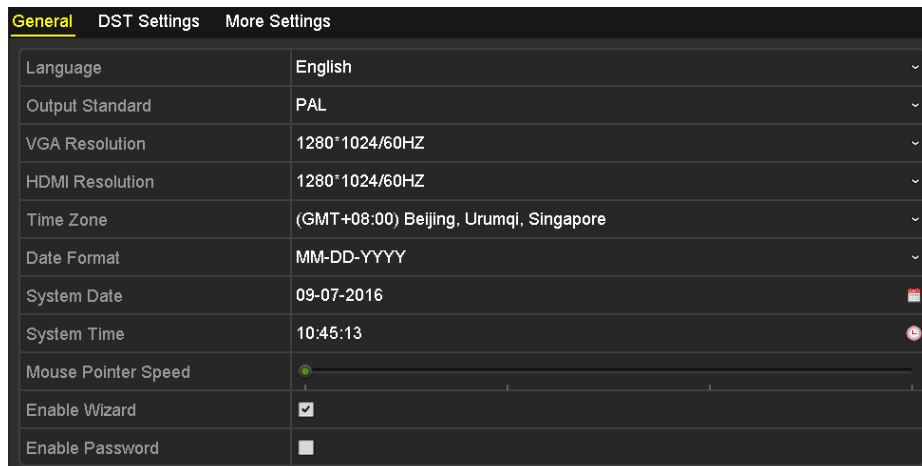 General DST Settings More Settings
Language English
Output Standard PAL
VGA Resolution 1280*1024/60HZ
HDMI Resolution 1280*1024/60HZ
Time Zone (GMT+08:00) Beijing, Urumqi, Singapore
Date Format MM-DD-YYYY
System Date 09-07-2016
System Time 10:45:13
Mouse Pointer Speed
Enable Wizard
Enable Password